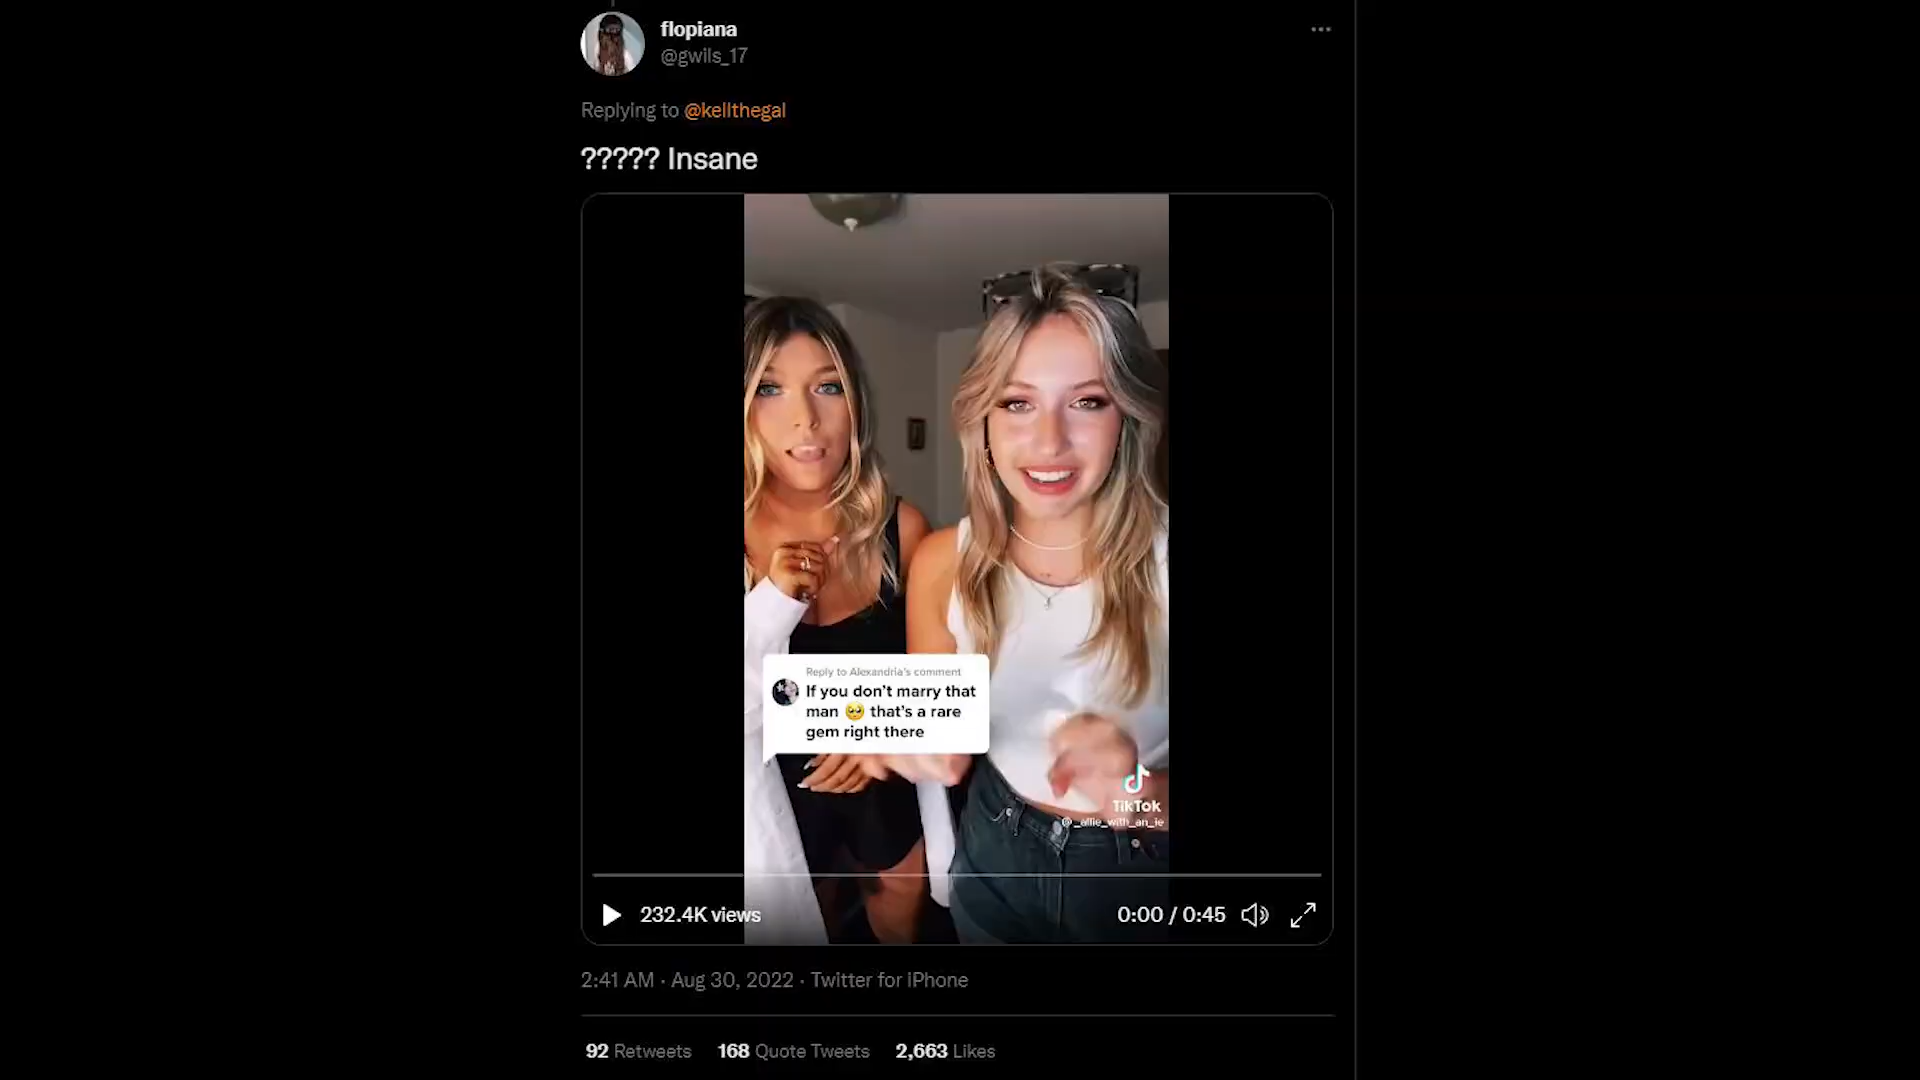 flopiana
@gwils_17
Replying to @kellthegal
????? Insane
Reply to Alexandria's comment
If you don't marry that
man 🥺 that's a rare
gem right there
TikTok
@_allie_with_an_ie
232.4K views
0:00 / 0:45
2:41 AM · Aug 30, 2022 · Twitter for iPhone
92 Retweets 168 Quote Tweets 2,663 Likes